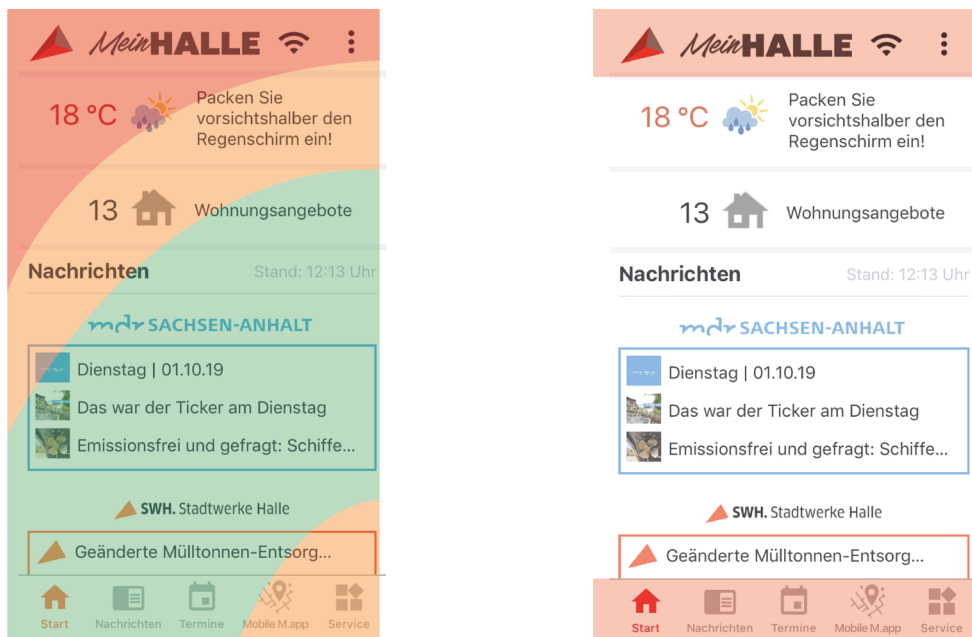 MeinHALLE
18 °C
Packen Sie
vorsichtshalber den
Regenschirm ein!
13
Wohnungsangebote
Nachrichten
Stand: 12:13 Uhr
mdr SACHSEN-ANHALT
Dienstag | 01.10.19
Das war der Ticker am Dienstag
Emissionsfrei und gefragt: Schiffe...
SWH. Stadtwerke Halle
Geänderte Mülltonnen-Entsorg...
Start Nachrichten Termine Mobile M.app Service
MeinHALLE
18 °C
Packen Sie
vorsichtshalber den
Regenschirm ein!
13
Wohnungsangebote
Nachrichten
Stand: 12:13 Uhr
mdr SACHSEN-ANHALT
Dienstag | 01.10.19
Das war der Ticker am Dienstag
Emissionsfrei und gefragt: Schiffe...
SWH. Stadtwerke Halle
Geänderte Mülltonnen-Entsorg...
Start Nachrichten Termine Mobile M.app Service